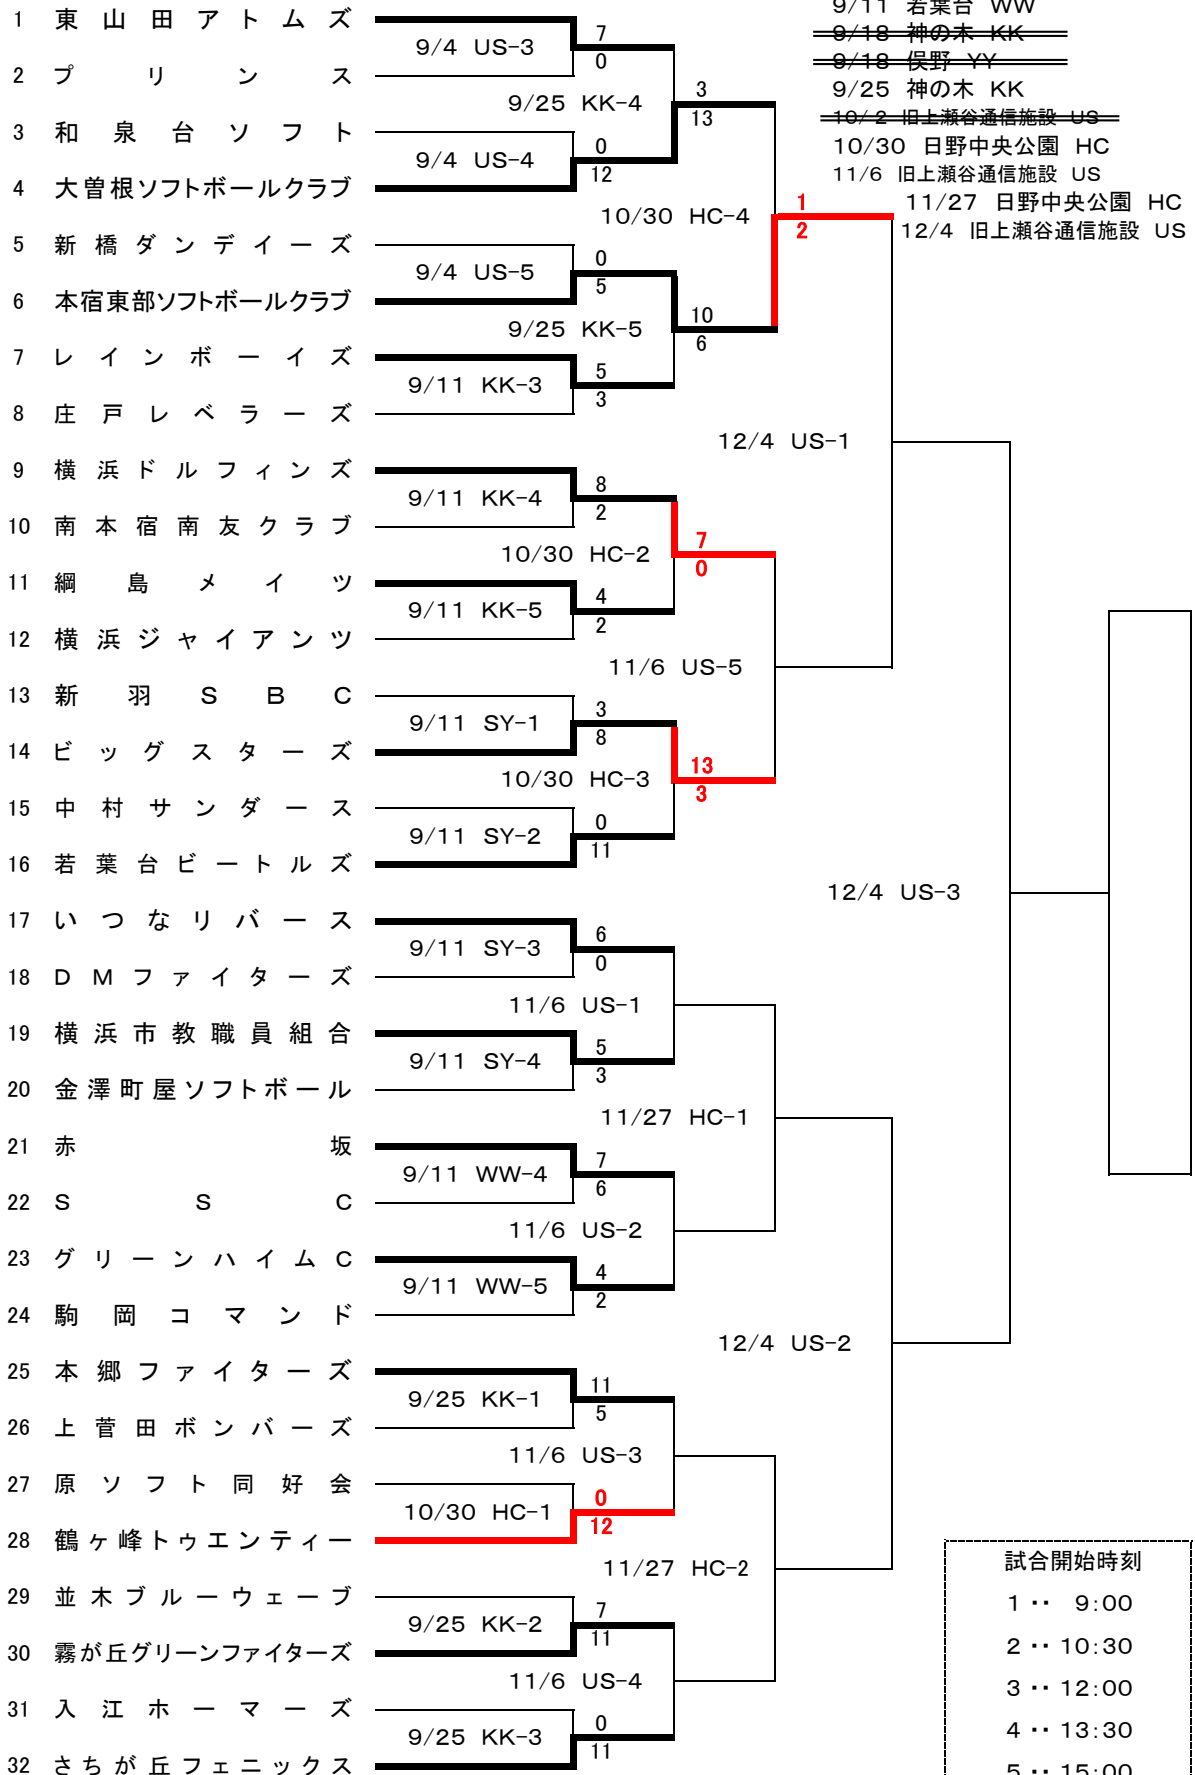 9/11 若葉台 WW
9/18 神の木 KK
9/18 俣野 YY
9/25 神の木 KK
10/2 旧上瀬谷通信施設 US
10/30 日野中央公園 HC
11/6 旧上瀬谷通信施設 US
11/27 日野中央公園 HC
12/4 旧上瀬谷通信施設 US
1 東山田アトムズ
9/4 US-3
7
0
2 プリンス
9/25 KK-4
3
13
3 和泉台ソフト
9/4 US-4
0
12
4 大曽根ソフトボールクラブ
10/30 HC-4
1
2
5 新橋ダンデイーズ
9/4 US-5
0
5
6 本宿東部ソフトボールクラブ
9/25 KK-5
10
6
7 レインボーイズ
9/11 KK-3
5
3
8 庄戸レベラーズ
12/4 US-1
9 横浜ドルフィンズ
9/11 KK-4
8
2
10 南本宿南友クラブ
10/30 HC-2
7
0
11 綱島メイツ
9/11 KK-5
4
2
12 横浜ジャイアンツ
11/6 US-5
13 新羽SBC
9/11 SY-1
3
8
14 ビッグスターズ
10/30 HC-3
13
3
15 中村サンダース
9/11 SY-2
0
11
16 若葉台ビートルズ
12/4 US-3
17 いつなリバース
9/11 SY-3
6
0
18 DMファイターズ
11/6 US-1
19 横浜市教職員組合
9/11 SY-4
5
3
20 金澤町屋ソフトボール
11/27 HC-1
21 赤坂
9/11 WW-4
7
6
22 SSC
11/6 US-2
23 グリーンハイムC
9/11 WW-5
4
2
24 駒岡コマンド
12/4 US-2
25 本郷ファイターズ
9/25 KK-1
11
5
26 上菅田ボンバーズ
11/6 US-3
27 原ソフト同好会
10/30 HC-1
0
12
28 鶴ヶ峰トゥエンティー
11/27 HC-2
29 並木ブルーウェーブ
9/25 KK-2
7
11
30 霧が丘グリーンファイターズ
11/6 US-4
31 入江ホーマーズ
9/25 KK-3
0
11
32 さちが丘フェニックス
試合開始時刻
1‥ 9:00
2‥10:30
3‥12:00
4‥13:30
5‥15:00